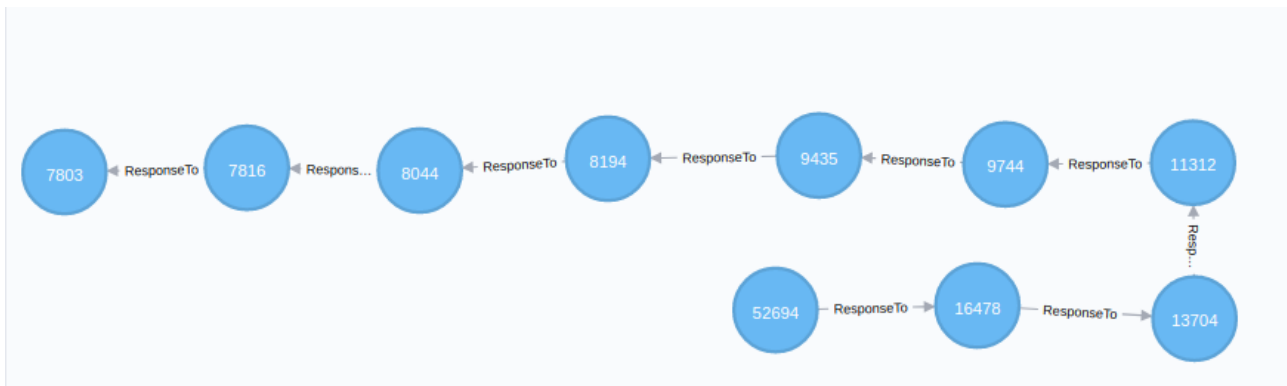 7803 ResponseTo 7816 Respons... 8044 ResponseTo 8194 ResponseTo 9435 ResponseTo 9744 ResponseTo 11312
Resp...
52694 ResponseTo 16478 ResponseTo 13704